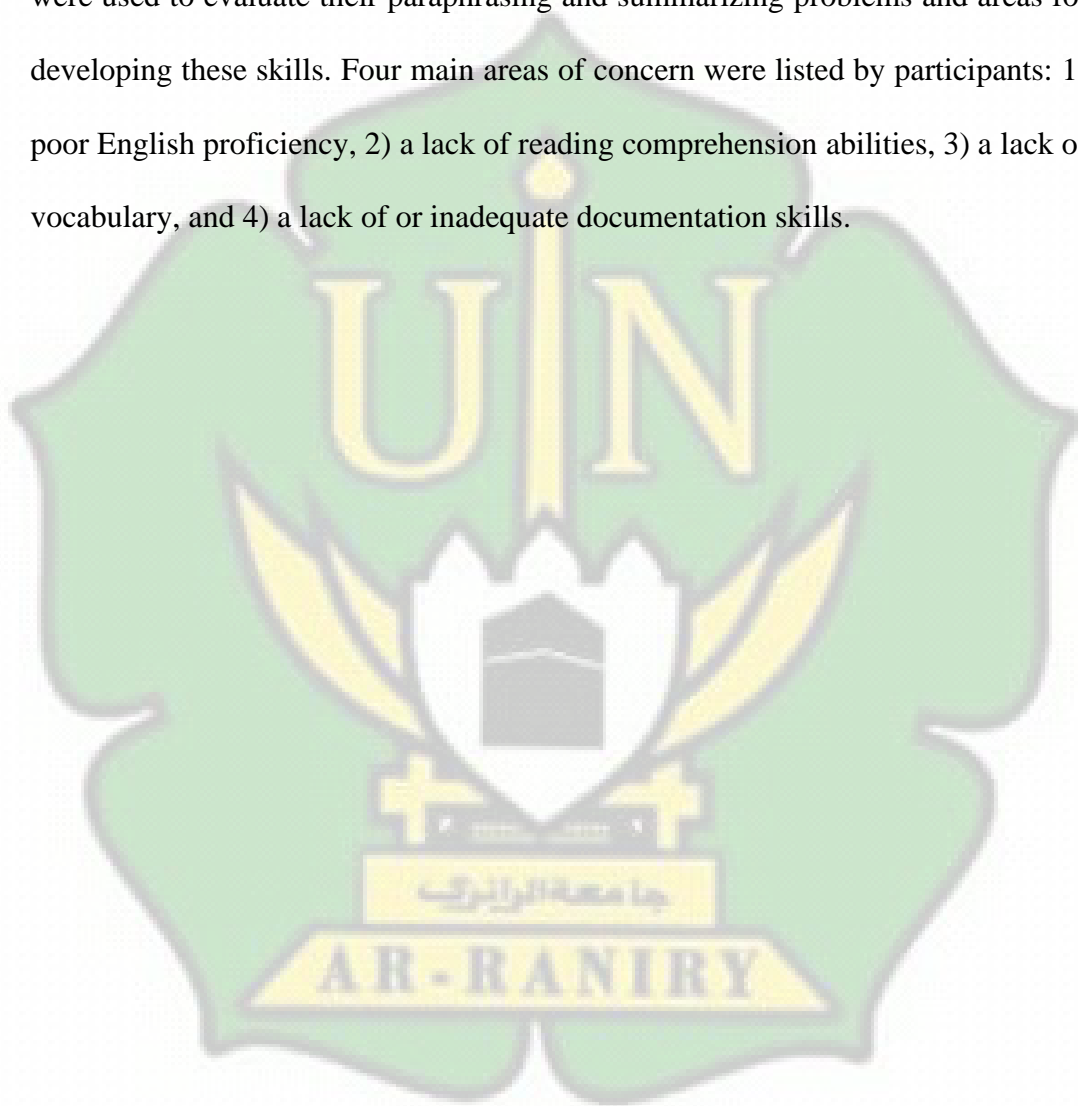 were used to evaluate their paraphrasing and summarizing problems and areas fo
developing these skills. Four main areas of concern were listed by participants: 1
poor English proficiency, 2) a lack of reading comprehension abilities, 3) a lack o
vocabulary, and 4) a lack of or inadequate documentation skills.
UIN
جامعة الرانري
AR-RANIRY